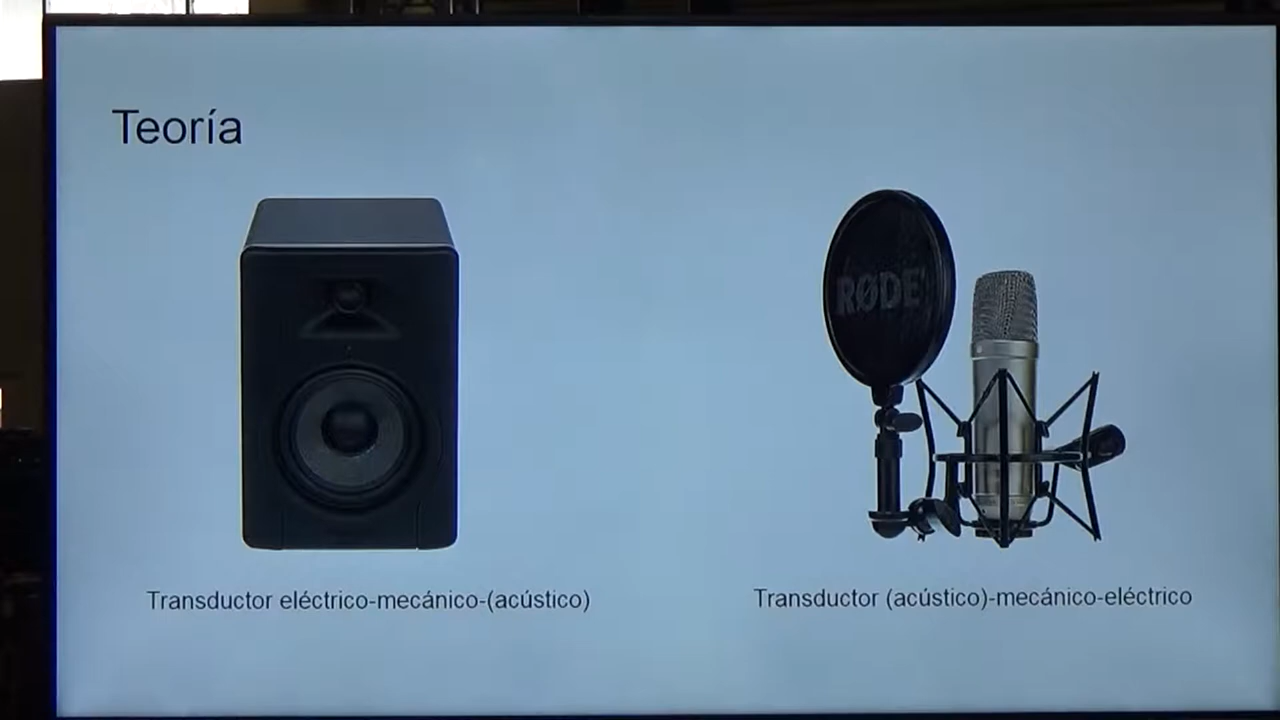 Teoría
RØDE
Transductor eléctrico-mecánico-(acústico)
Transductor (acústico)-mecánico-eléctrico